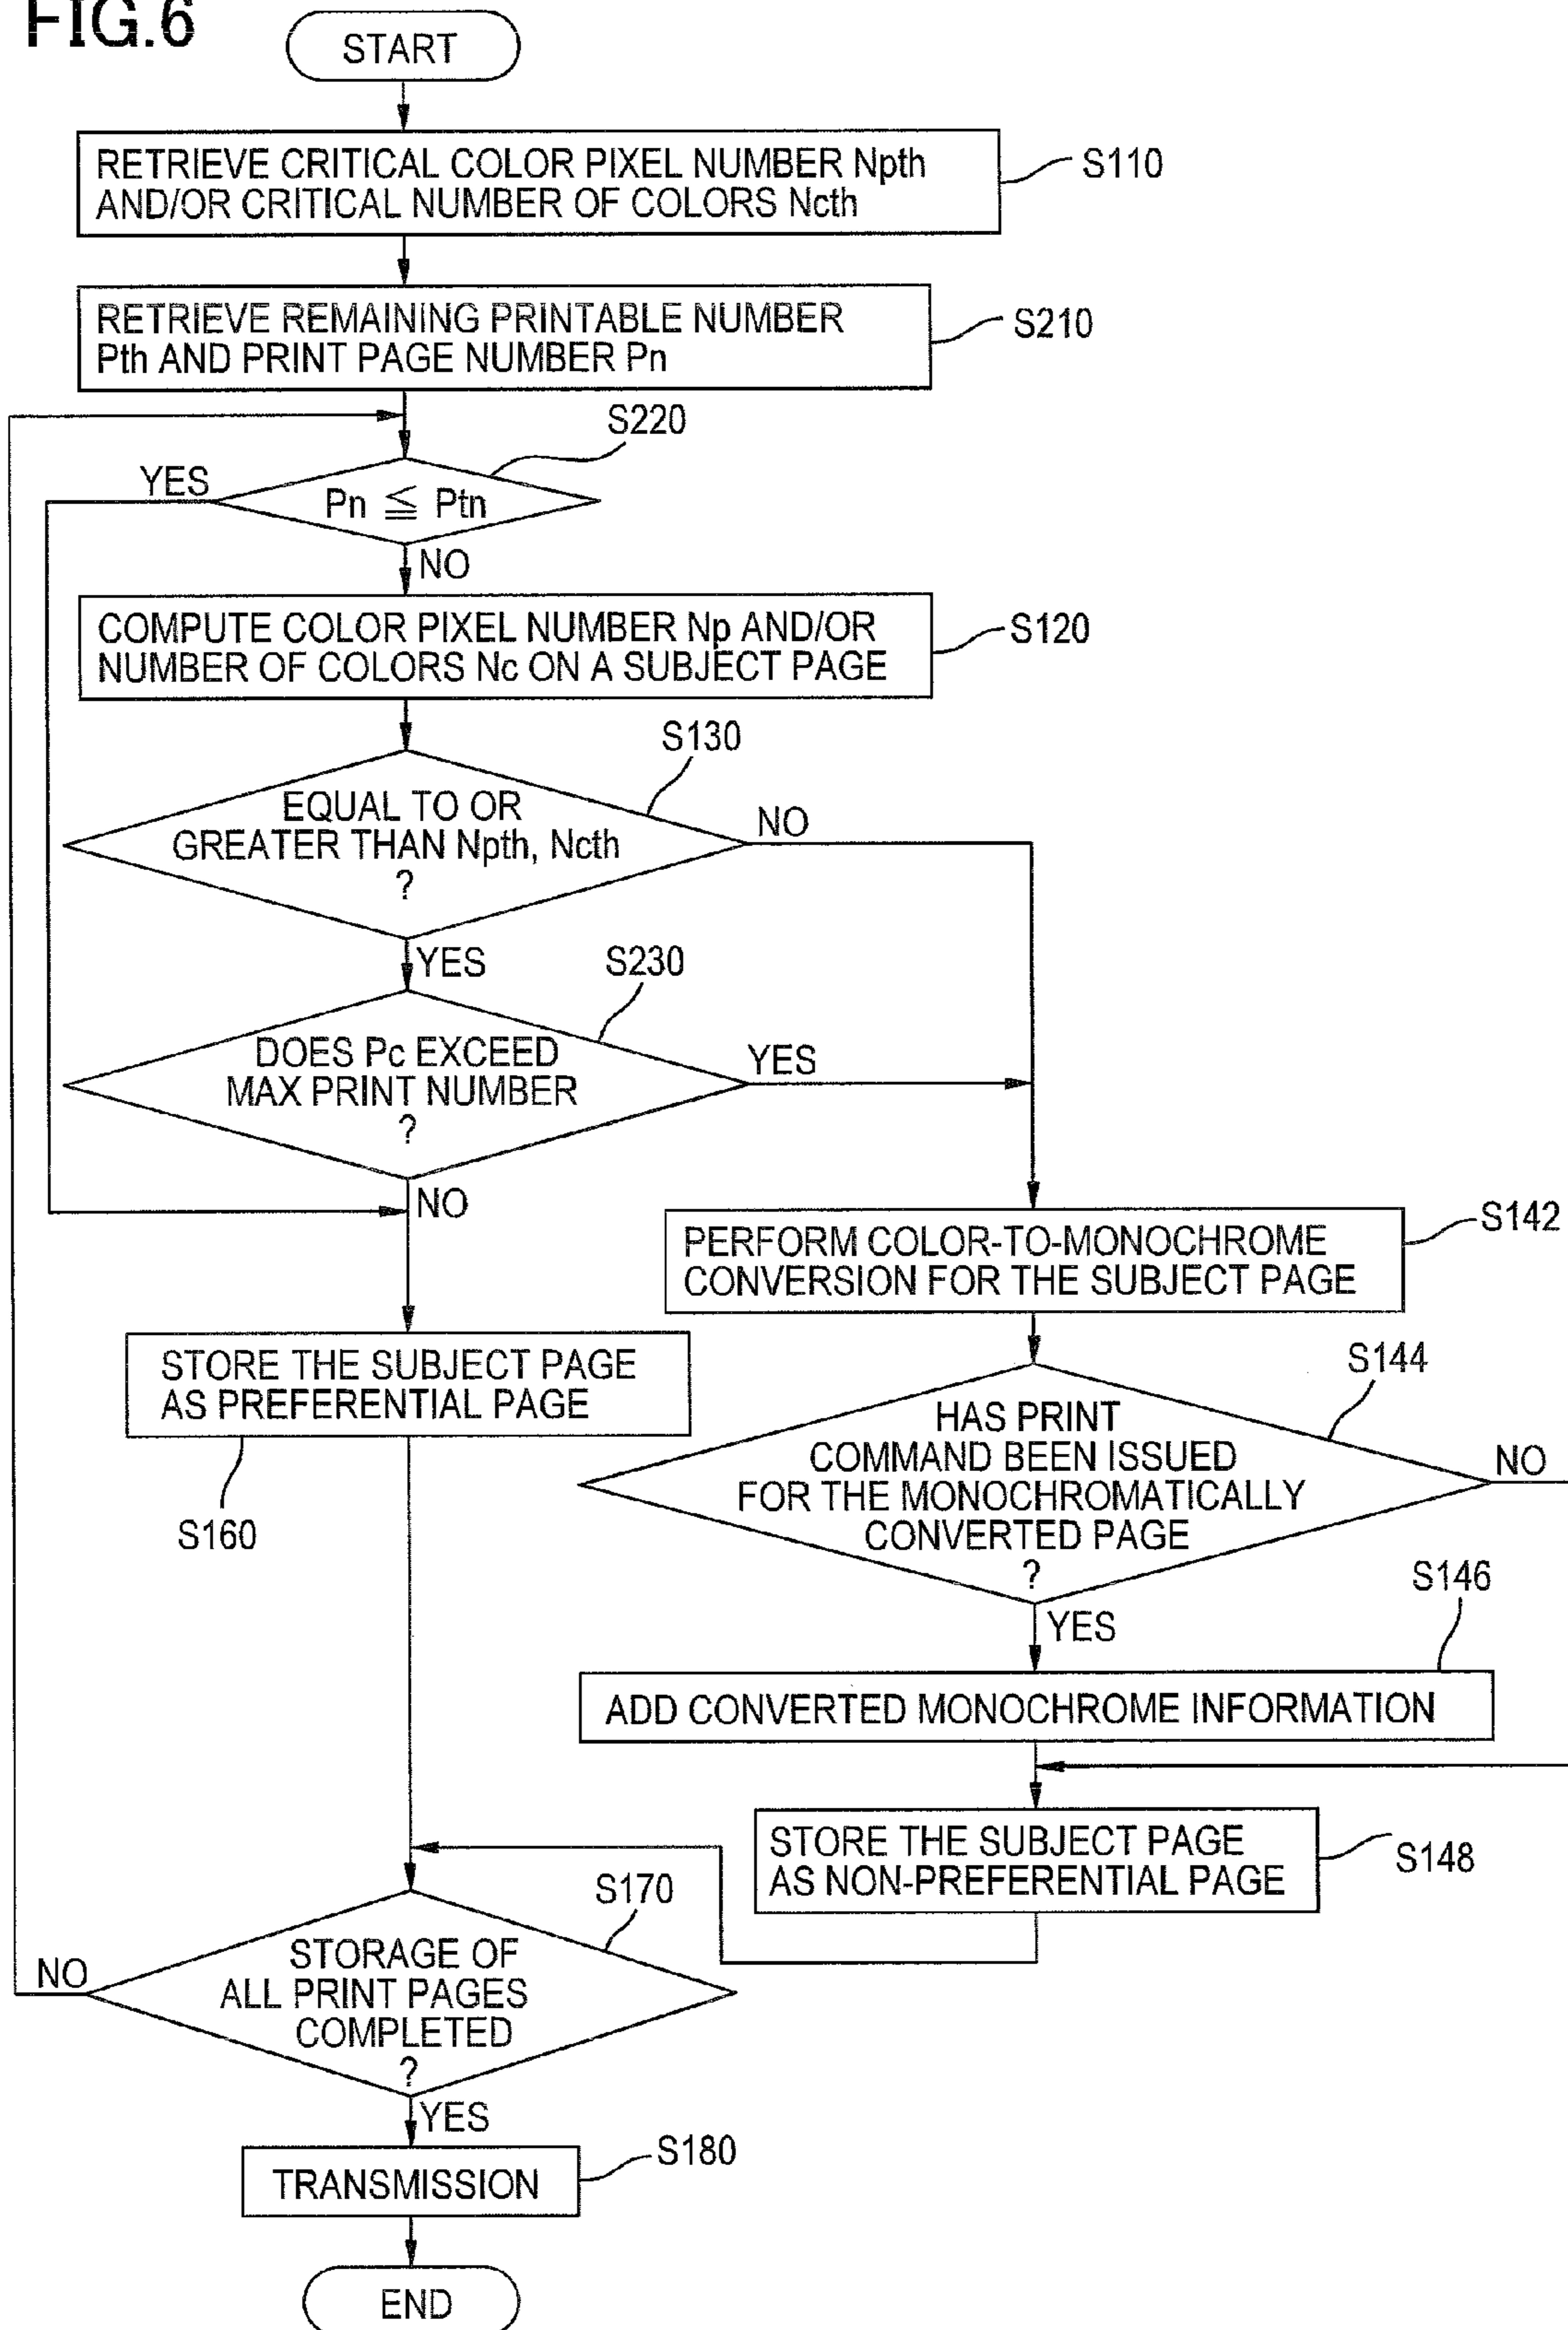 FIG.6
START
RETRIEVE CRITICAL COLOR PIXEL NUMBER Npth
AND/OR CRITICAL NUMBER OF COLORS Ncth
S110
RETRIEVE REMAINING PRINTABLE NUMBER
Pth AND PRINT PAGE NUMBER Pn
S210
S220
YES
Pn ≦ Ptn
NO
COMPUTE COLOR PIXEL NUMBER Np AND/OR
NUMBER OF COLORS Nc ON A SUBJECT PAGE
S120
S130
EQUAL TO OR
GREATER THAN Npth, Ncth
?
NO
YES
S230
DOES Pc EXCEED
MAX PRINT NUMBER
?
YES
NO
PERFORM COLOR-TO-MONOCHROME
CONVERSION FOR THE SUBJECT PAGE
S142
STORE THE SUBJECT PAGE
AS PREFERENTIAL PAGE
S160
S144
HAS PRINT
COMMAND BEEN ISSUED
FOR THE MONOCHROMATICALLY
CONVERTED PAGE
?
NO
YES
S146
ADD CONVERTED MONOCHROME INFORMATION
STORE THE SUBJECT PAGE
AS NON-PREFERENTIAL PAGE
S148
S170
STORAGE OF
ALL PRINT PAGES
COMPLETED
?
NO
YES
TRANSMISSION
S180
END